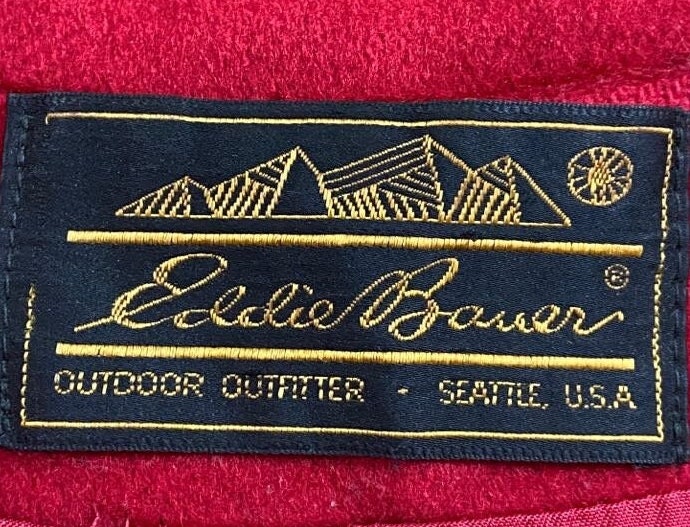 Eddie Bauer ®
OUTDOOR OUTFITTER - SEATTLE, U.S.A